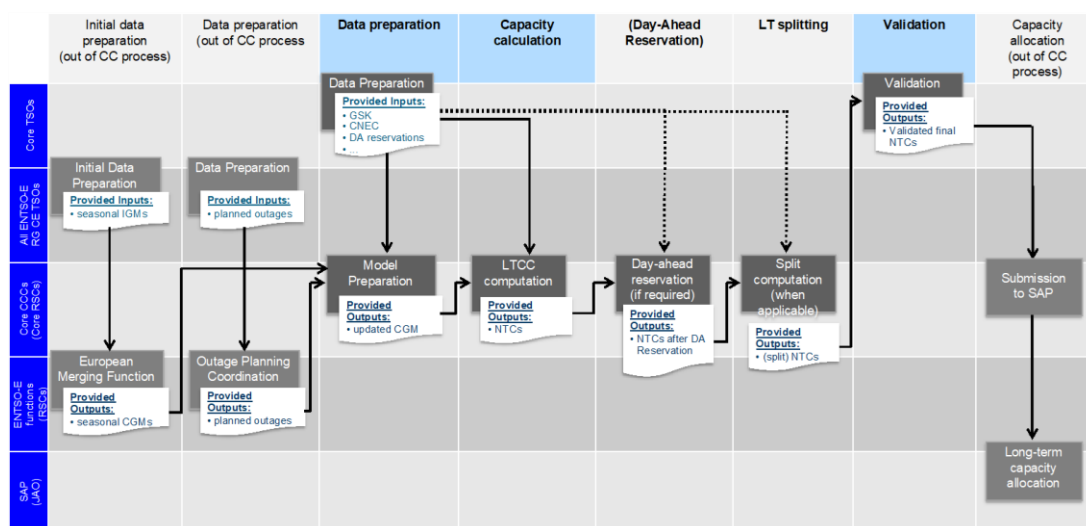 Initial data
preparation
(out of CC process)
Data preparation
(out of CC process
Data preparation
Capacity
calculation
(Day-Ahead
Reservation)
LT splitting
Validation
Capacity
allocation
(out of CC
process)
Core TSOs
Data Preparation
Provided Inputs:
• GSK
• CNEC
• DA reservations
• ...
Validation
Provided
Outputs:
• Validated final
NTCs
All ENTSO-E
RG CE TSOs
Initial Data
Preparation
Provided Inputs:
• seasonal IGMs
Data Preparation
Provided Inputs:
• planned outages
Core CCCs
(Core RSCs)
Model
Preparation
Provided
Outputs:
• updated CGM
LTCC
computation
Provided
Outputs:
• NTCs
Day-ahead
reservation
(if required)
Provided
Outputs:
• NTCs after DA
Reservation
Split
computation
(when
applicable)
Provided
Outputs:
• (split) NTCs
Submission
to SAP
ENTSO-E
functions
(RSCs)
European
Merging Function
Provided
Outputs:
• seasonal CGMs
Outage Planning
Coordination
Provided
Outputs:
• planned outages
SAP
(JAO)
Long-term
capacity
allocation